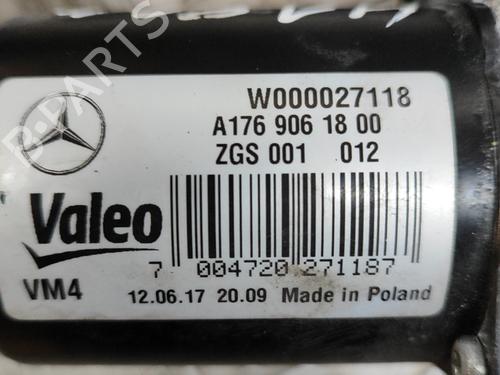 W000027118
A176 906 18 00
ZGS 001 012
Valeo
7 004720 271187
VM4
12.06.17 20.09 Made in Poland
B-PARTS